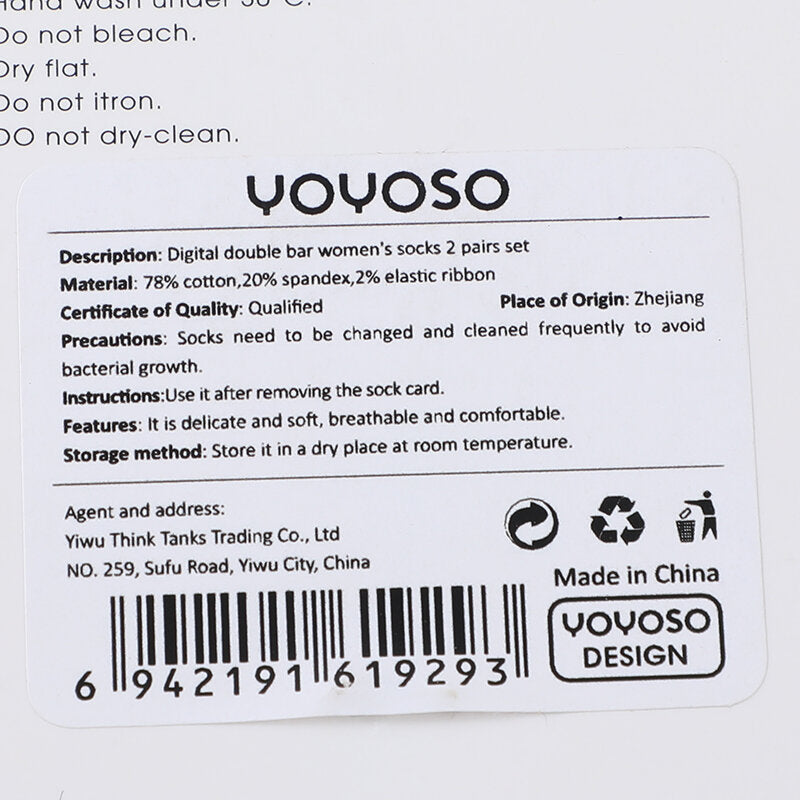 Hand wash under 30°C.
Do not bleach.
Dry flat.
Do not itron.
DO not dry-clean.
YOYOSO
Description: Digital double bar women's socks 2 pairs set
Material: 78% cotton,20% spandex,2% elastic ribbon
Certificate of Quality: Qualified Place of Origin: Zhejiang
Precautions: Socks need to be changed and cleaned frequently to avoid
bacterial growth.
Instructions:Use it after removing the sock card.
Features: It is delicate and soft, breathable and comfortable.
Storage method: Store it in a dry place at room temperature.
Agent and address:
Yiwu Think Tanks Trading Co., Ltd
NO. 259, Sufu Road, Yiwu City, China
Made in China
YOYOSO
DESIGN
6 942191 619293